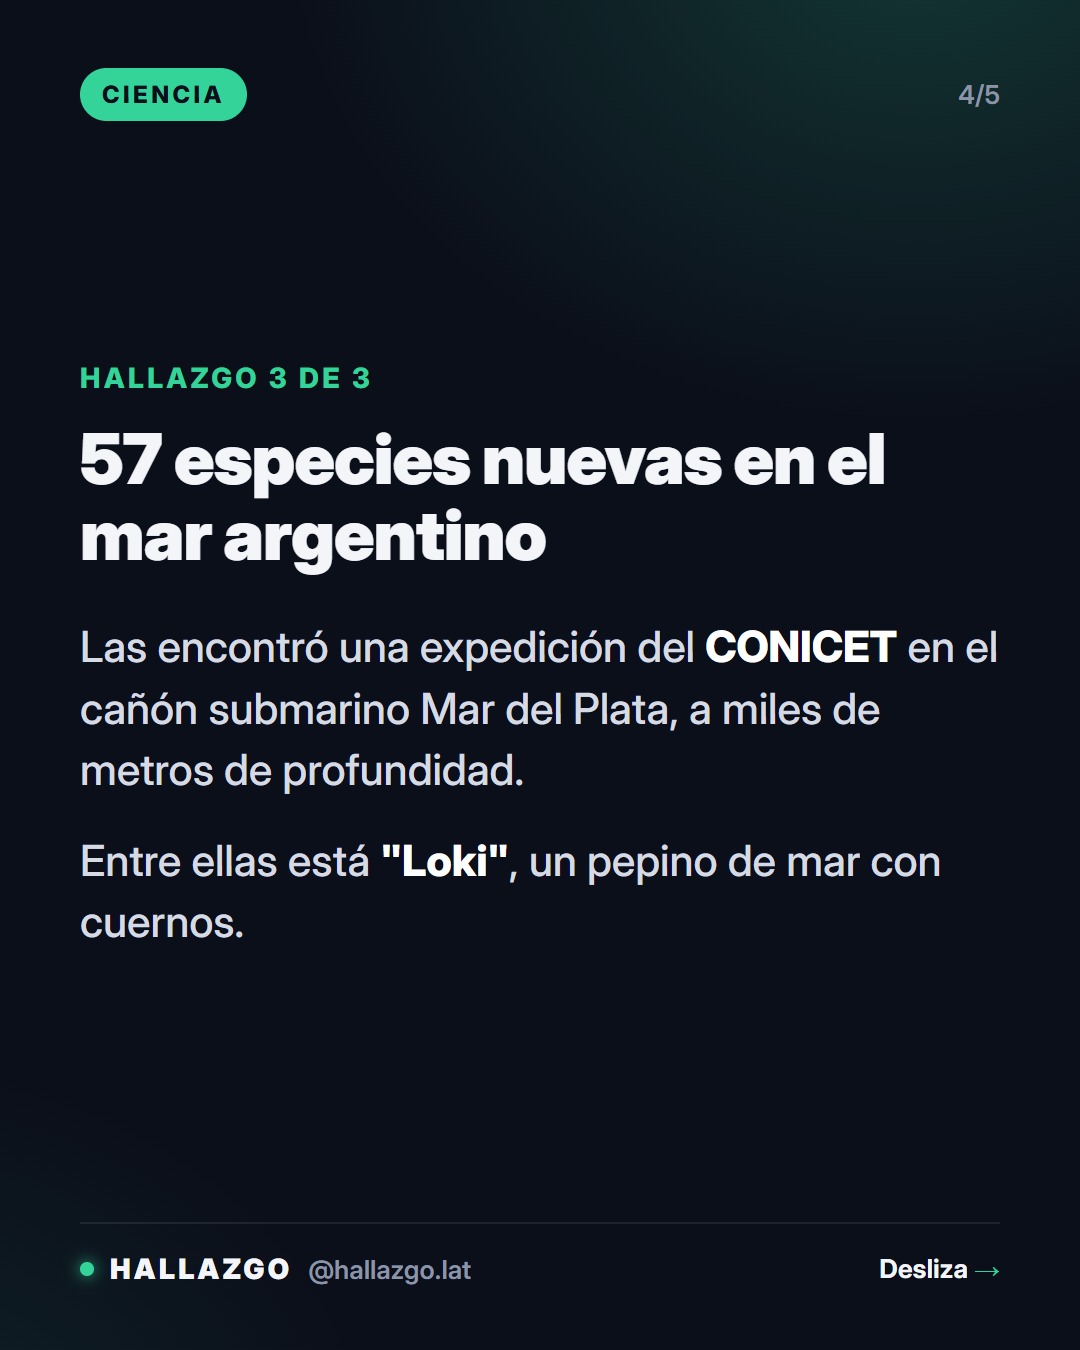 CIENCIA
4/5
HALLAZGO 3 DE 3
57 especies nuevas en el
mar argentino
Las encontró una expedición del CONICET en el
cañón submarino Mar del Plata, a miles de
metros de profundidad.
Entre ellas está "Loki", un pepino de mar con
cuernos.
HALLAZGO @hallazgo.lat
Desliza →